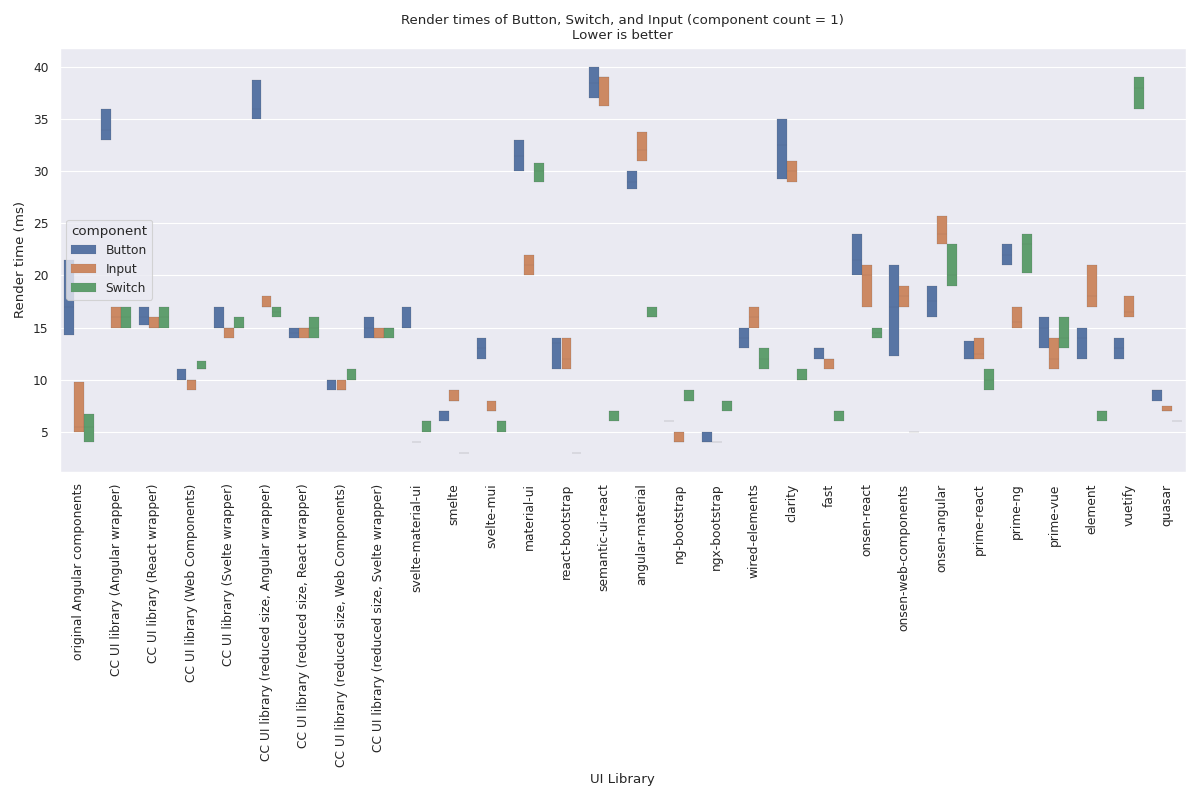 Render times of Button, Switch, and Input (component count = 1)
Lower is better
Render time (ms)
40
35
30
25
20
15
10
5
component
Button
Input
Switch
original Angular components
CC UI library (Angular wrapper)
CC UI library (React wrapper)
CC UI library (Web Components)
CC UI library (Svelte wrapper)
CC UI library (reduced size, Angular wrapper)
CC UI library (reduced size, React wrapper)
CC UI library (reduced size, Web Components)
CC UI library (reduced size, Svelte wrapper)
svelte-material-ui
smelte
svelte-mui
material-ui
react-bootstrap
semantic-ui-react
angular-material
ng-bootstrap
ngx-bootstrap
wired-elements
clarity
fast
onsen-react
onsen-web-components
onsen-angular
prime-react
prime-ng
prime-vue
element
vuetify
quasar
UI Library